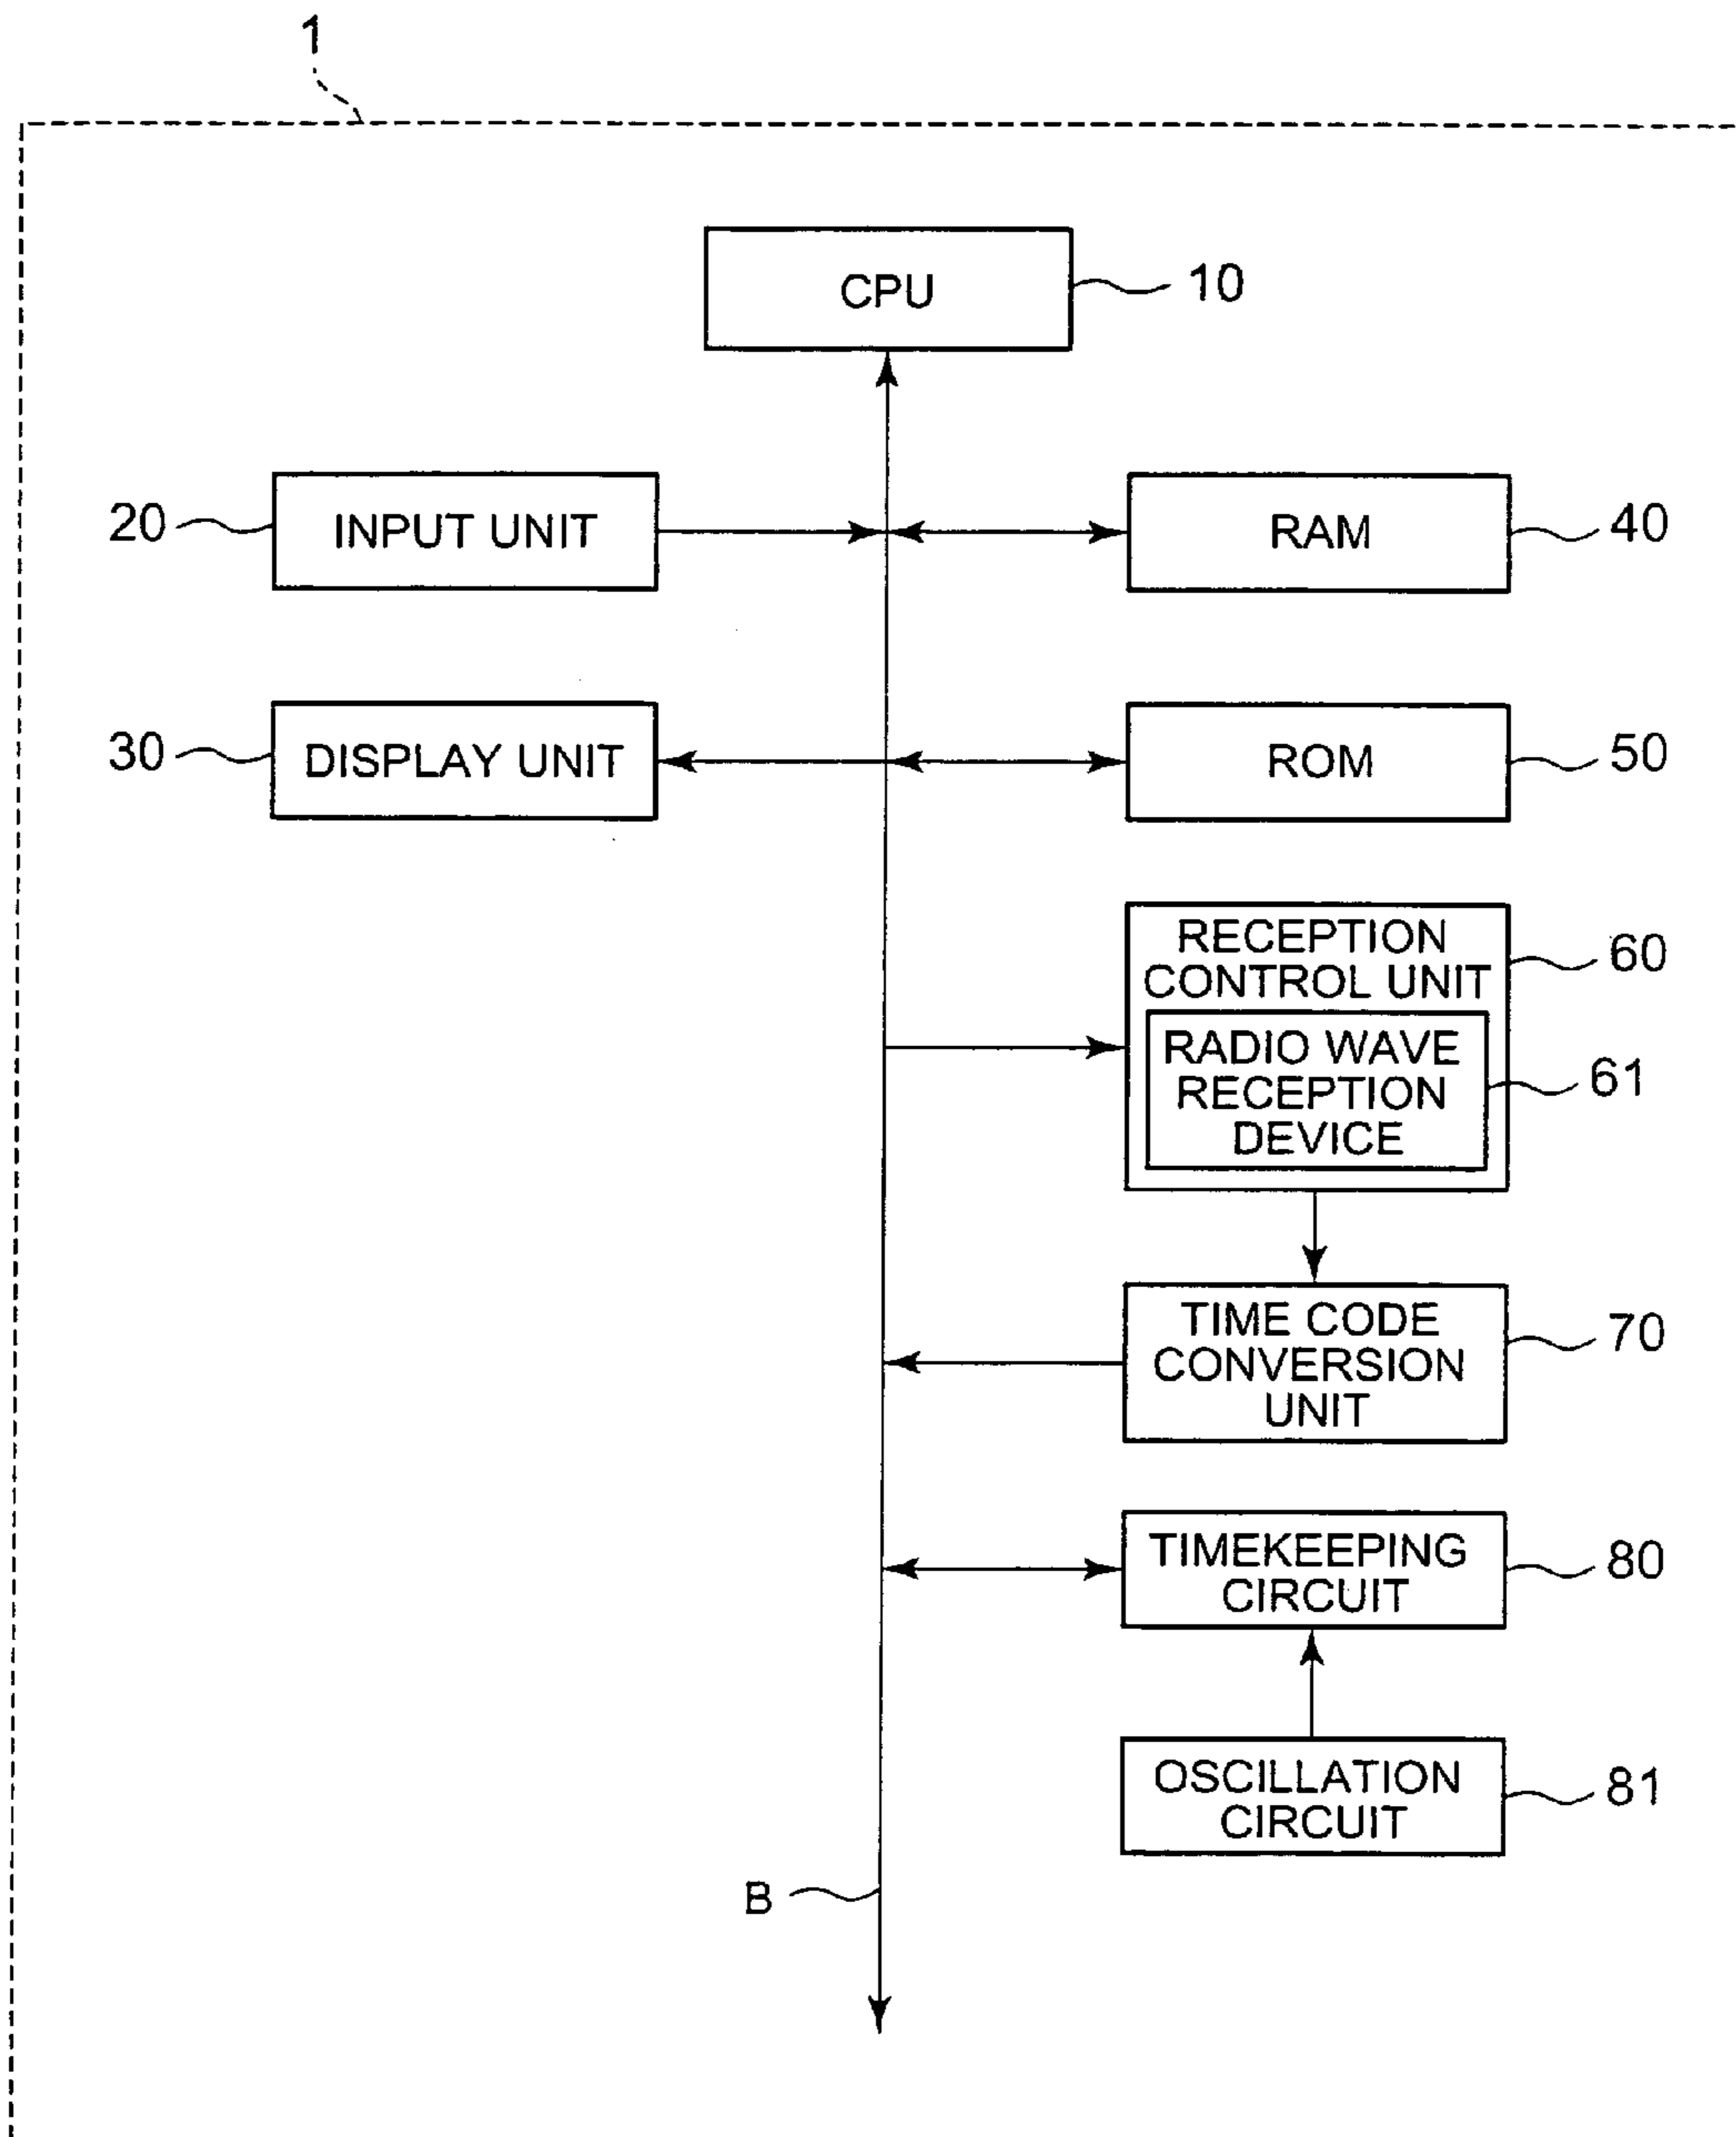 1
CPU
10
20
INPUT UNIT
RAM
40
30
DISPLAY UNIT
ROM
50
RECEPTION
CONTROL UNIT
60
RADIO WAVE
RECEPTION
DEVICE
61
TIME CODE
CONVERSION
UNIT
70
TIMEKEEPING
CIRCUIT
80
OSCILLATION
CIRCUIT
81
B